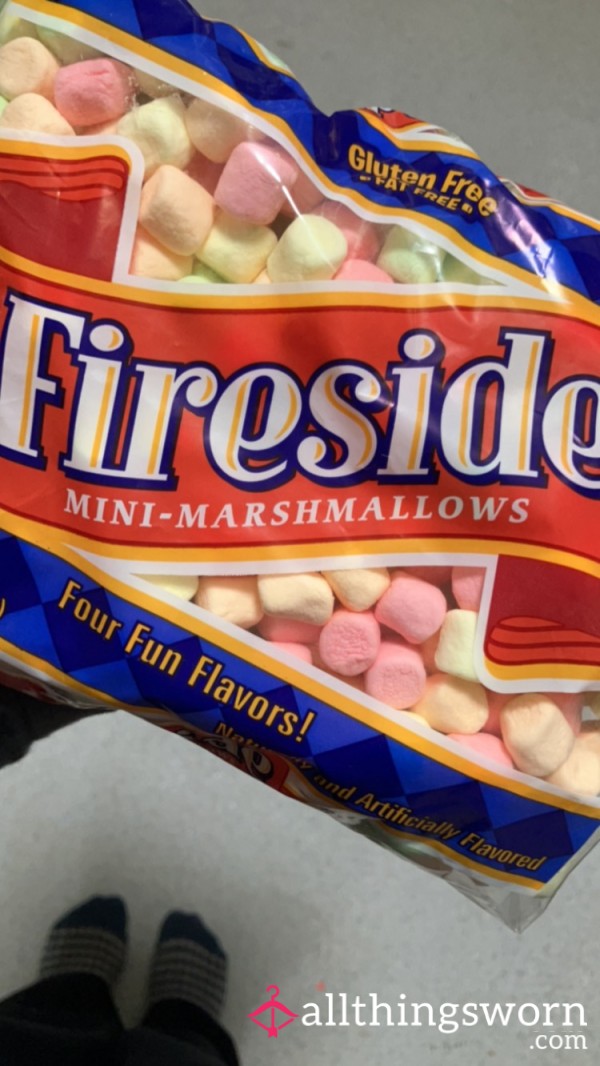 Gluten Free
FAT FREE
Fireside
MINI-MARSHMALLOWS
Four Fun Flavors!
and Artificially Flavored
allthingsworn
.com